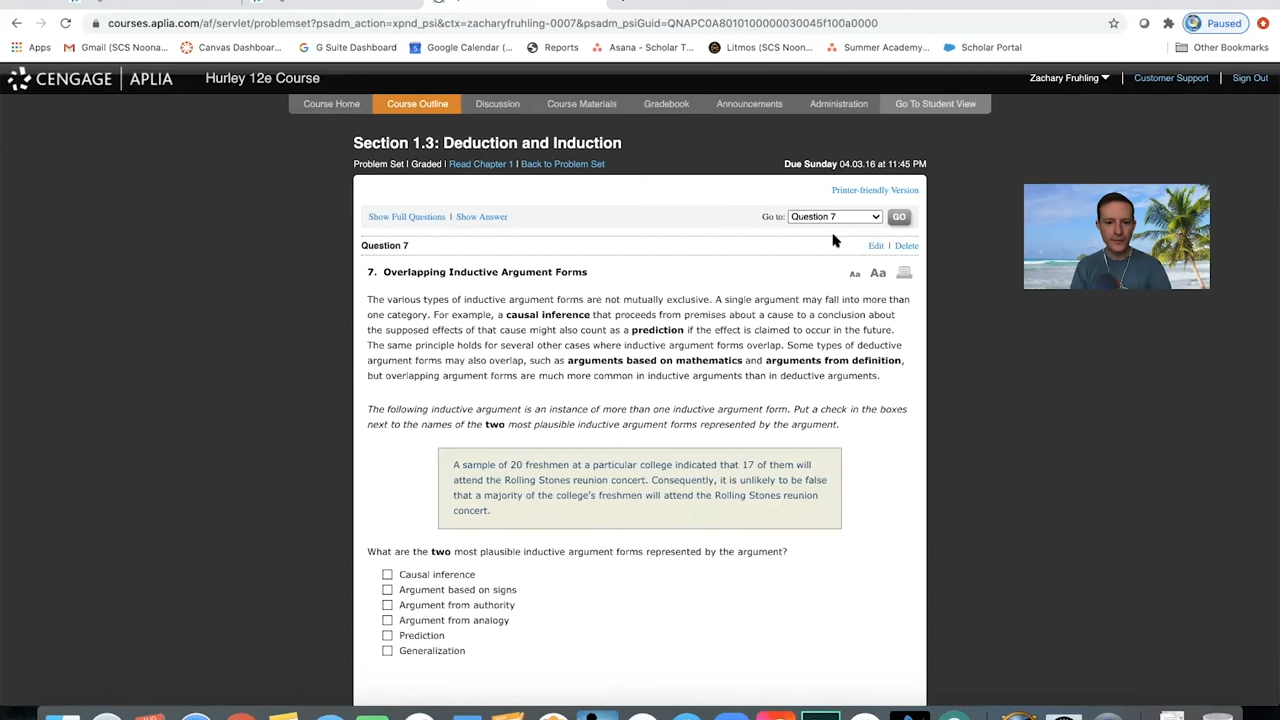 courses.aplia.com/af/servlet/problemset?psadm_action=xpnd_psi&ctx=zacharyfruhling-0007&psadm_psiGuid=QNAPC0A8010100000030045f100a0000
Paused
Apps
Gmail (SCS Noona...
Canvas Dashboar...
G Suite Dashboard
Google Calendar (...
Reports
Asana - Scholar T...
Litmos (SCS Noon...
Summer Academy...
Scholar Portal
Other Bookmarks
CENGAGE | APLIA
Hurley 12e Course
Zachary Fruhling
Customer Support
Sign Out
Course Home
Course Outline
Discussion
Course Materials
Gradebook
Announcements
Administration
Go To Student View
Section 1.3: Deduction and Induction
Problem Set | Graded | Read Chapter 1 | Back to Problem Set
Due Sunday 04.03.16 at 11:45 PM
Printer-friendly Version
Show Full Questions | Show Answer
Go to: Question 7 GO
Question 7
Edit | Delete
7. Overlapping Inductive Argument Forms
Aa Aa
The various types of inductive argument forms are not mutually exclusive. A single argument may fall into more than
one category. For example, a causal inference that proceeds from premises about a cause to a conclusion about
the supposed effects of that cause might also count as a prediction if the effect is claimed to occur in the future.
The same principle holds for several other cases where inductive argument forms overlap. Some types of deductive
argument forms may also overlap, such as arguments based on mathematics and arguments from definition,
but overlapping argument forms are much more common in inductive arguments than in deductive arguments.
The following inductive argument is an instance of more than one inductive argument form. Put a check in the boxes
next to the names of the two most plausible inductive argument forms represented by the argument.
A sample of 20 freshmen at a particular college indicated that 17 of them will
attend the Rolling Stones reunion concert. Consequently, it is unlikely to be false
that a majority of the college's freshmen will attend the Rolling Stones reunion
concert.
What are the two most plausible inductive argument forms represented by the argument?
Causal inference
Argument based on signs
Argument from authority
Argument from analogy
Prediction
Generalization